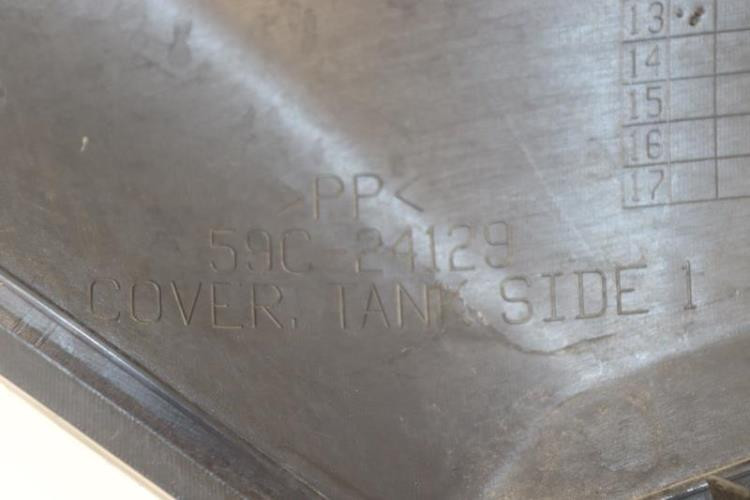 13
14
15
16
17
>PP<
59C-24129
COVER, TANK SIDE 1